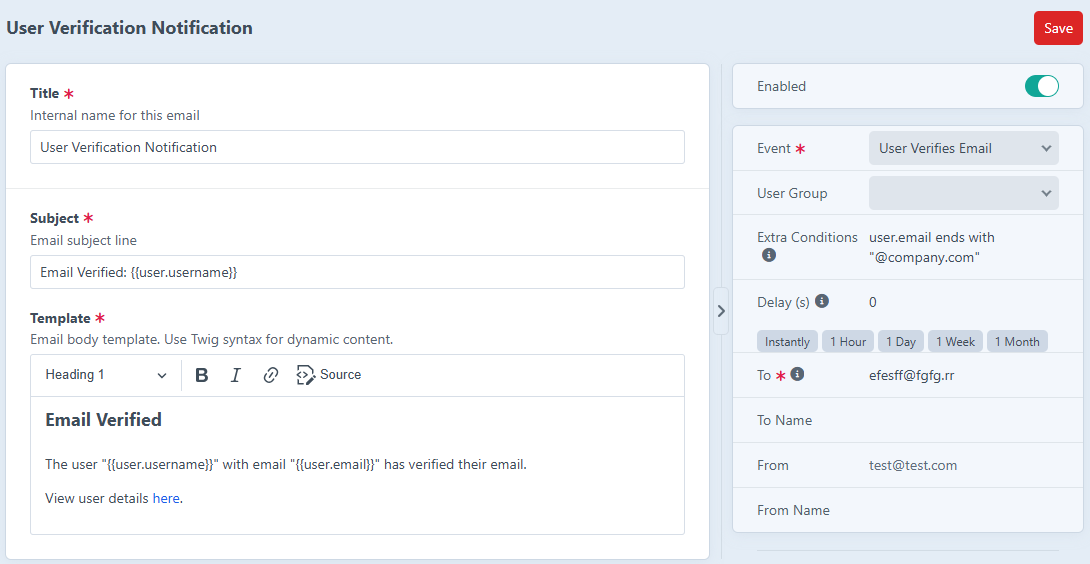 User Verification Notification
Save
Title *
Internal name for this email
User Verification Notification
Subject *
Email subject line
Email Verified: {{user.username}}
Template *
Email body template. Use Twig syntax for dynamic content.
Heading 1 B I Source
Email Verified
The user "{{user.username}}" with email "{{user.email}}" has verified their email.
View user details here.
Enabled
Event * User Verifies Email
User Group
Extra Conditions user.email ends with
"@company.com"
Delay (s) 0
Instantly 1 Hour 1 Day 1 Week 1 Month
To * efesff@fgfg.rr
To Name
From test@test.com
From Name